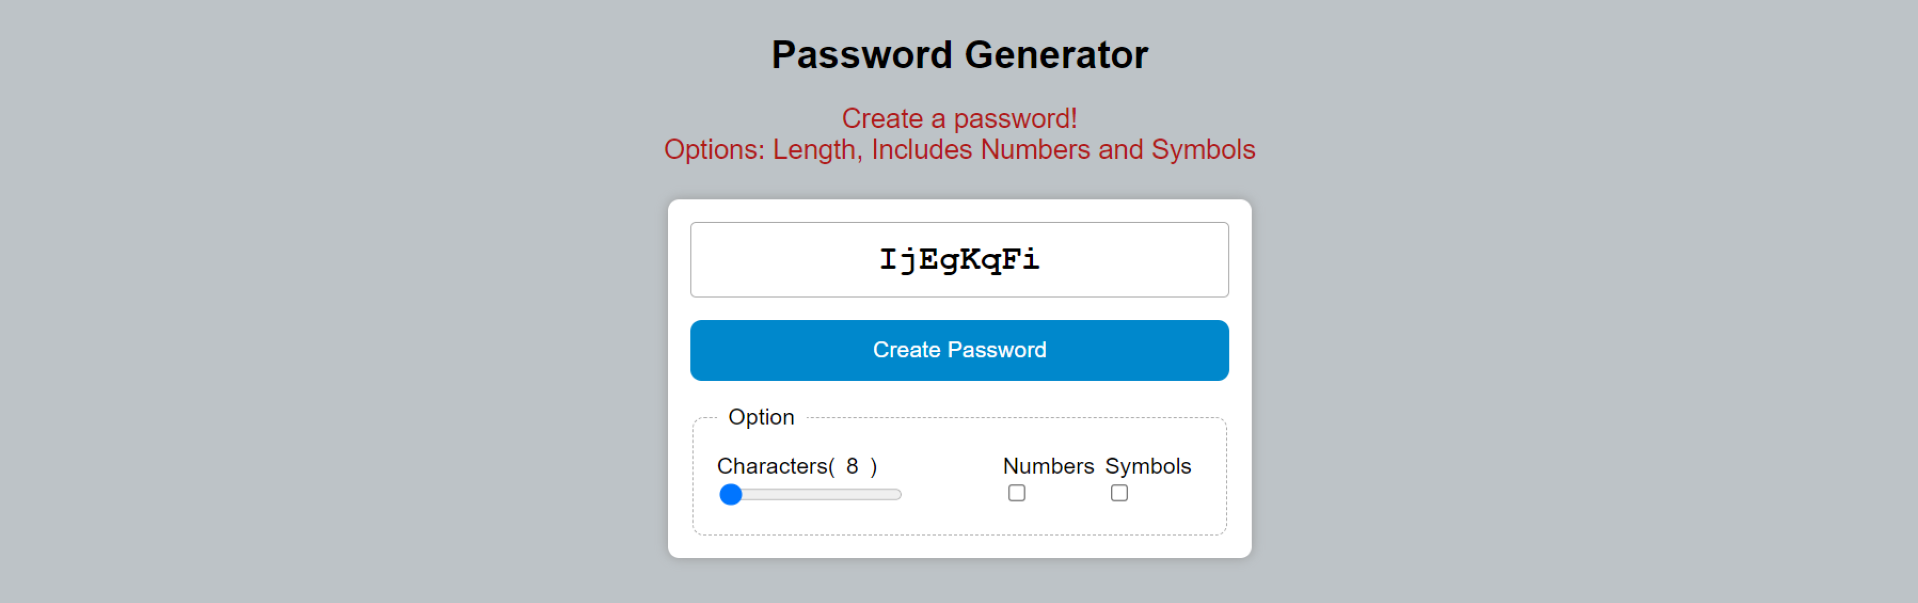 Password Generator
Create a password!
Options: Length, Includes Numbers and Symbols
IjEgKqFi
Create Password
Option
Characters( 8 )
Numbers Symbols